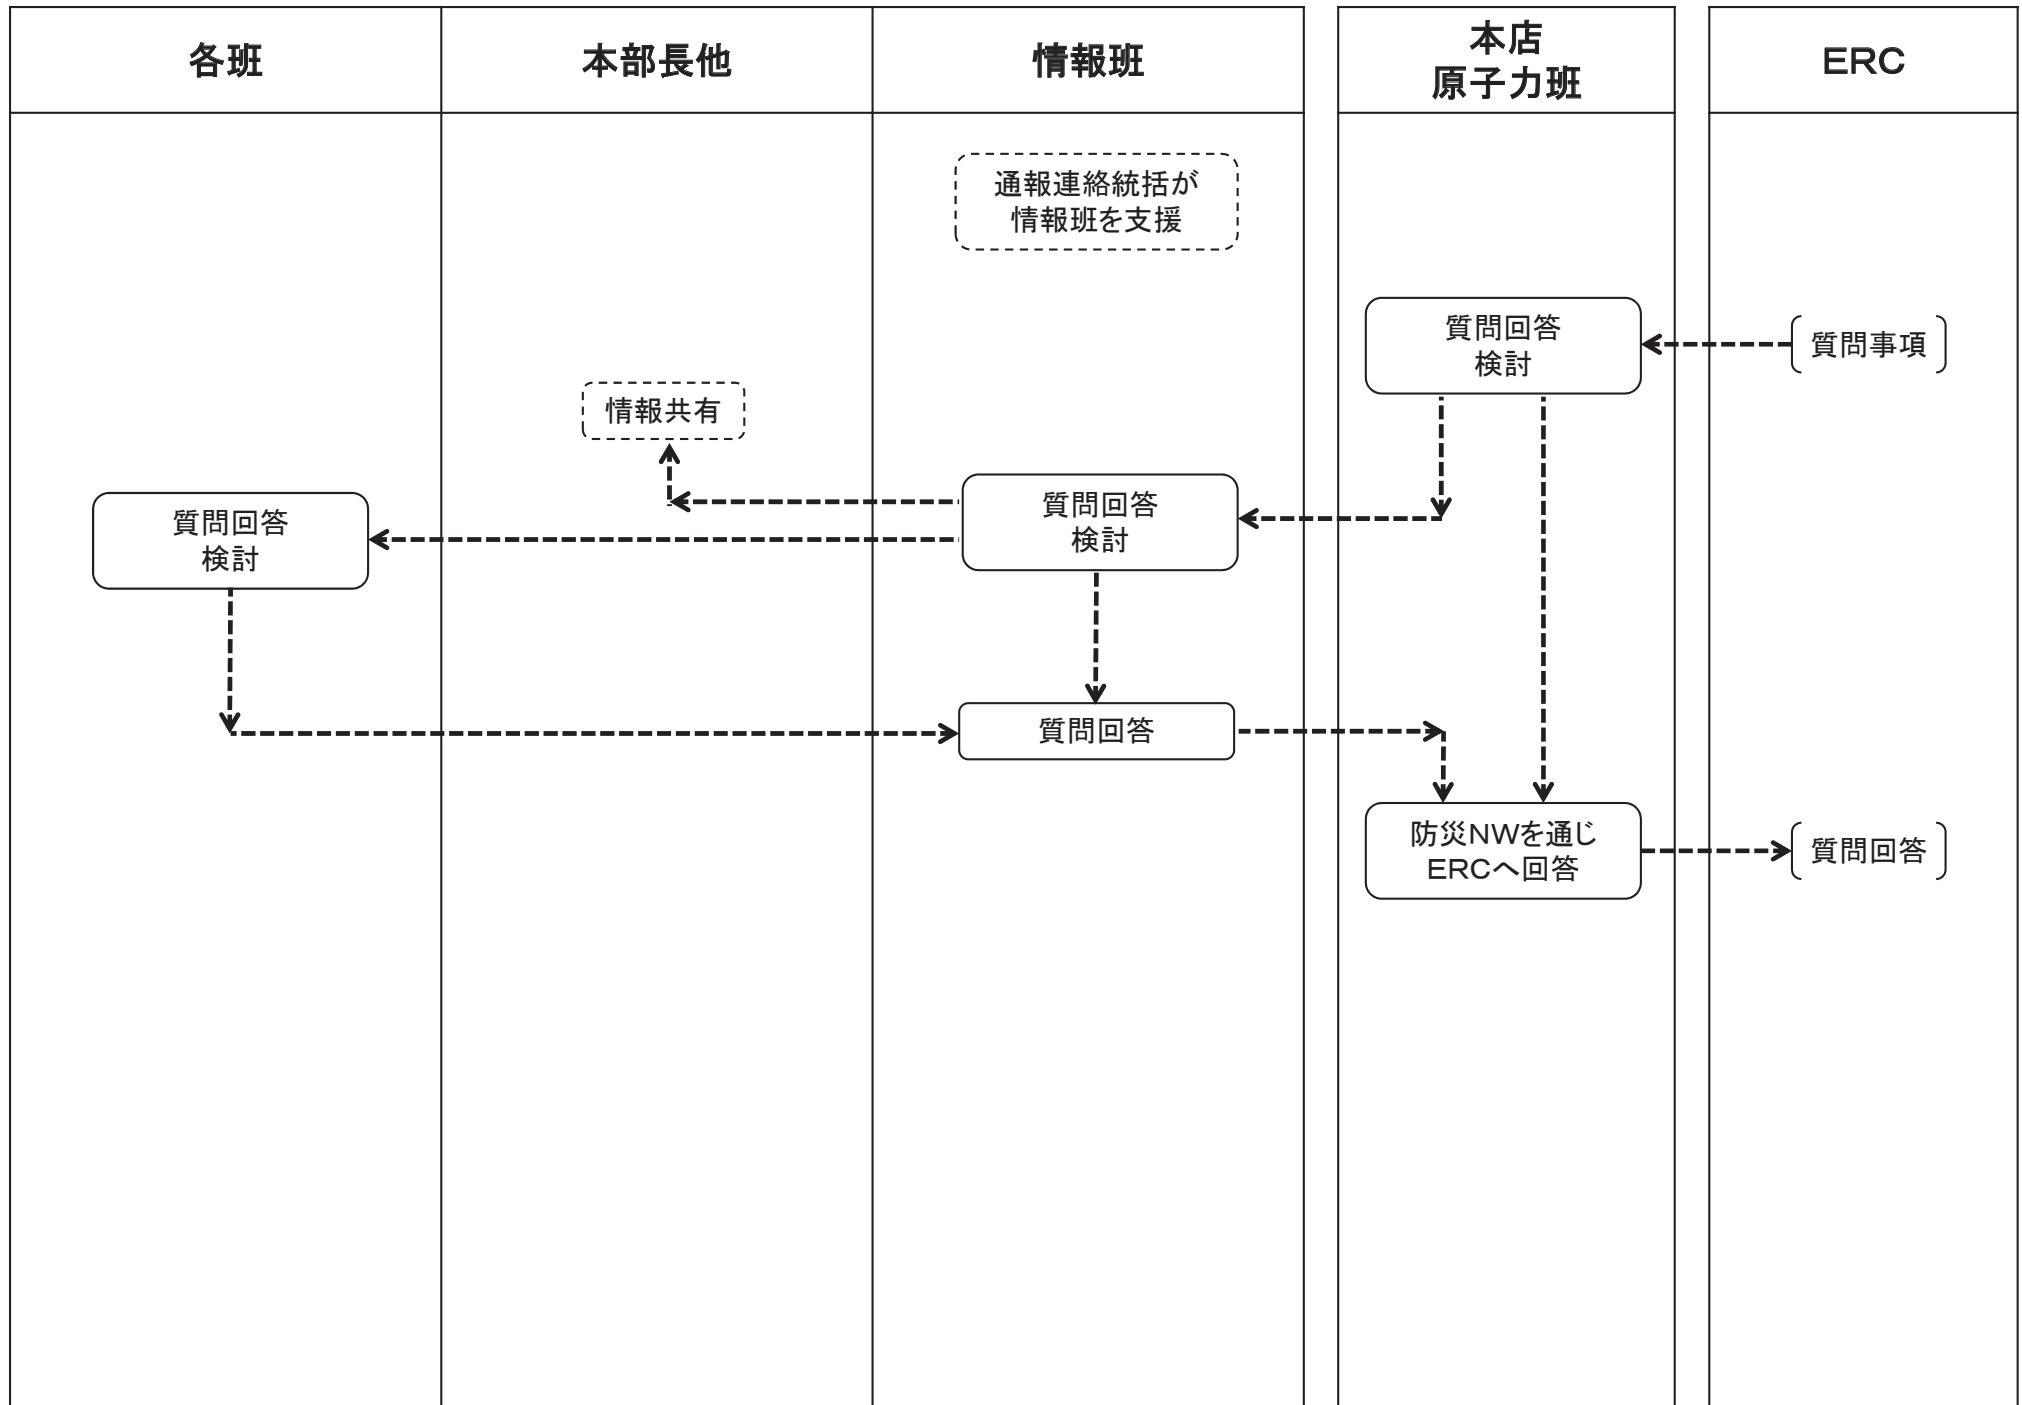 各班
本部長他
情報班
本店
原子力班
ERC
通報連絡統括が
情報班を支援
質問回答
検討
質問事項
情報共有
質問回答
検討
質問回答
検討
質問回答
防災NWを通じ
ERCへ回答
質問回答